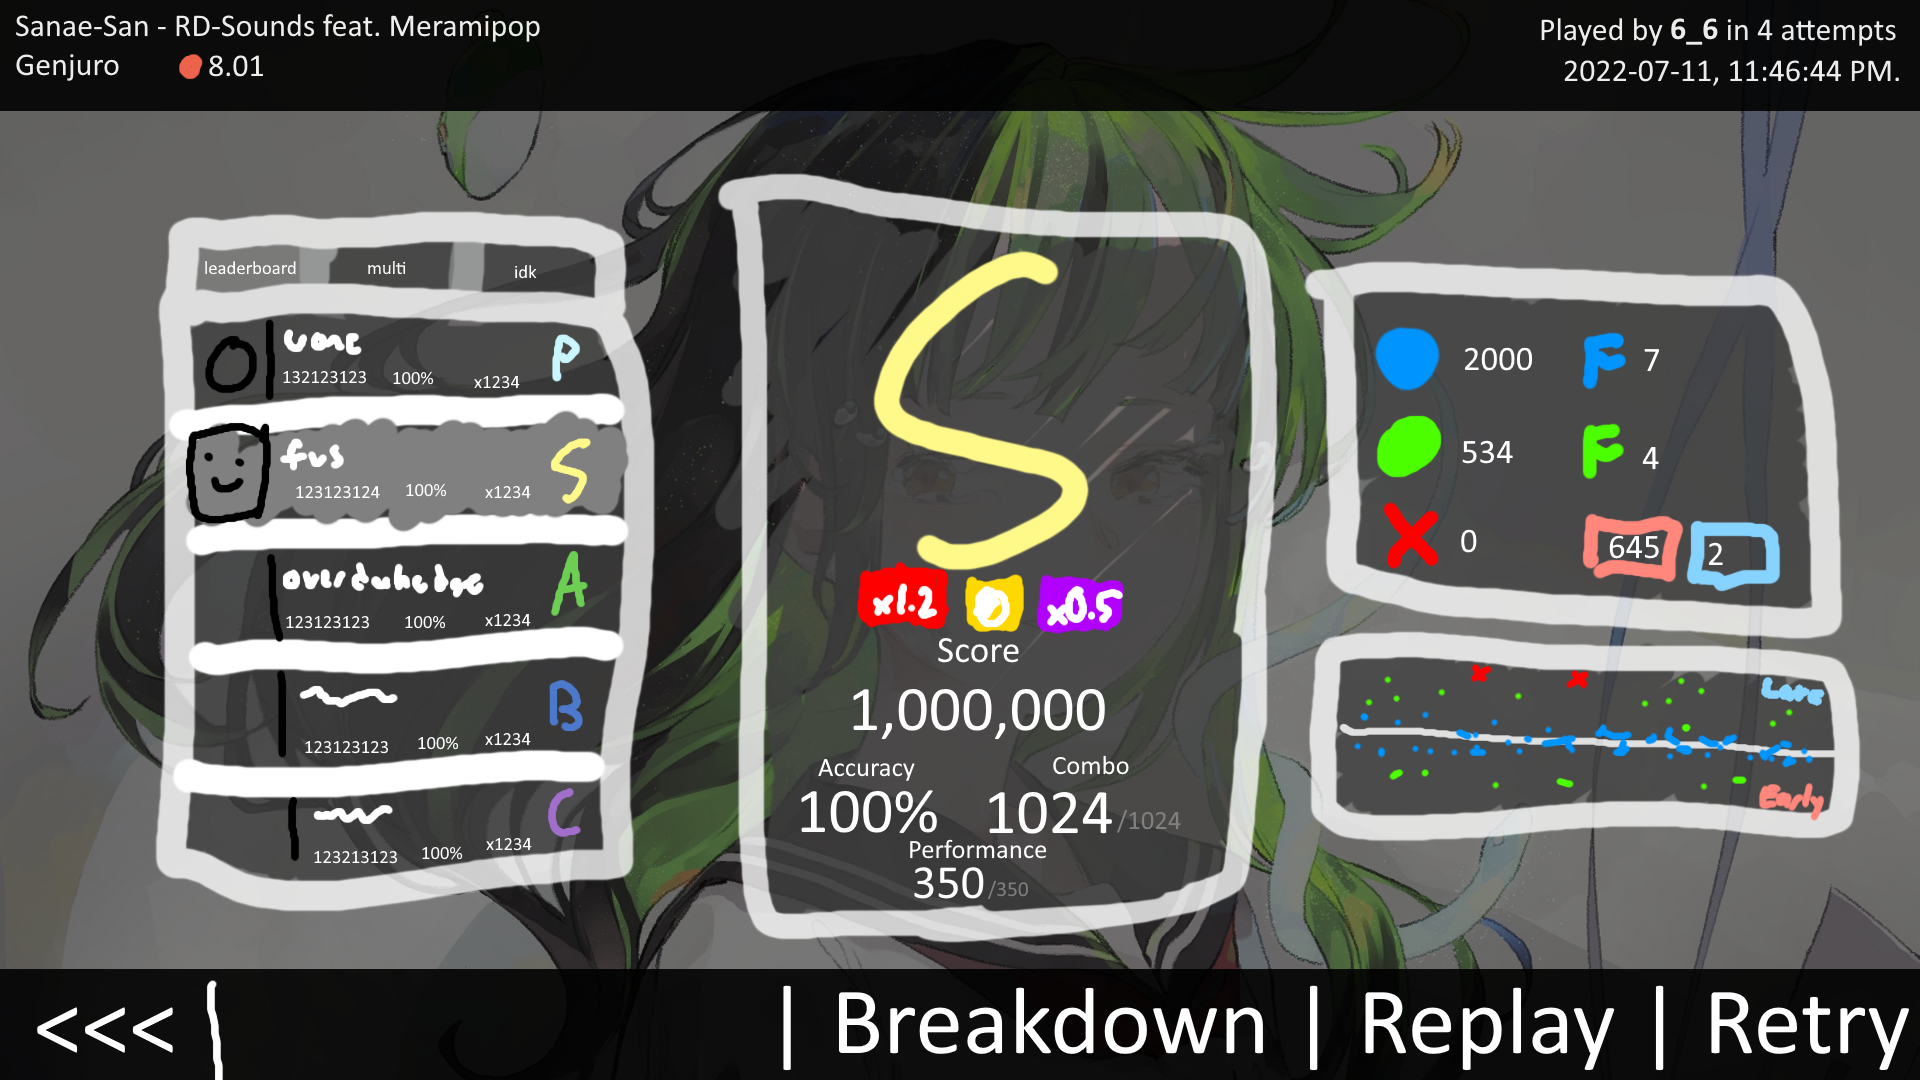 Sanae-San - RD-Sounds feat. Meramipop
Genjuro 8.01
Played by 6_6 in 4 attempts
2022-07-11, 11:46:44 PM.
leaderboard multi idk
P
132123123 100% x1234
fus S
123123124 100% x1234
A
123123123 100% x1234
B
123123123 100% x1234
C
123213123 100% x1234
S
x1.2 x0.5
Score
1,000,000
Accuracy Combo
100% 1024/1024
Performance
350/350
2000 F 7
534 F 4
X 0 645 2
Late
Early
<<< | Breakdown | Replay | Retry